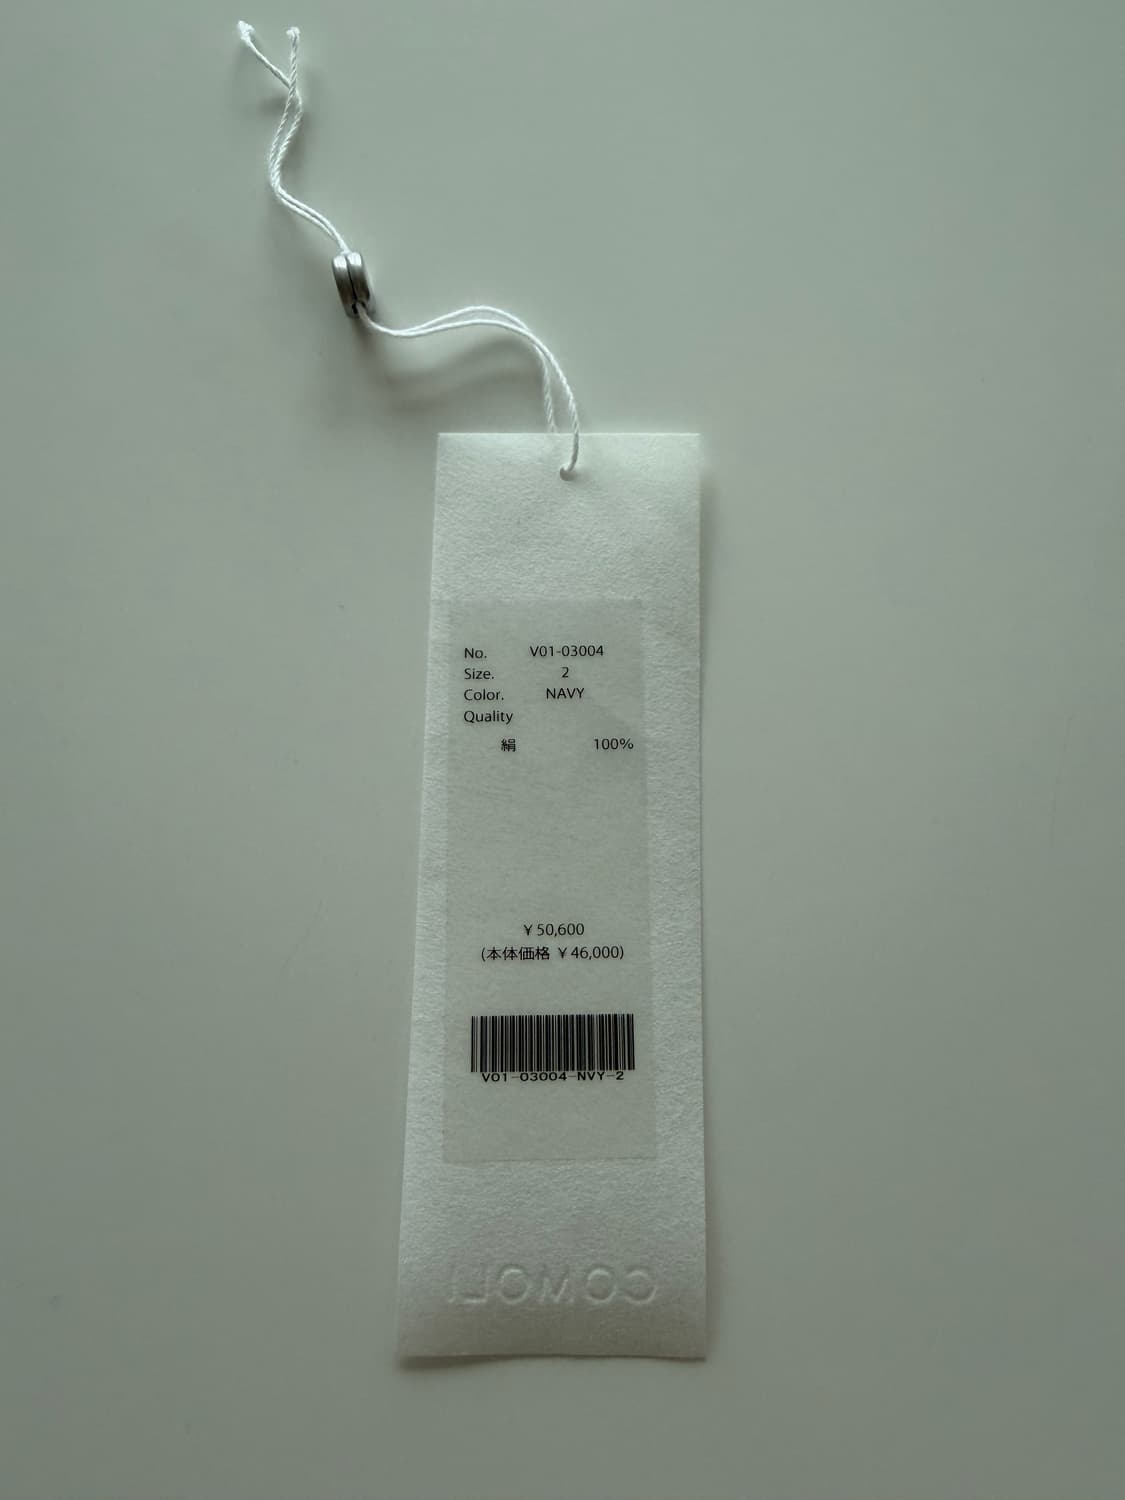 No. V01-03004
Size. 2
Color. NAVY
Quality
絹 100%
￥50,600
(本体価格 ￥46,000)
V01-03004-NVY-2
COMOLI